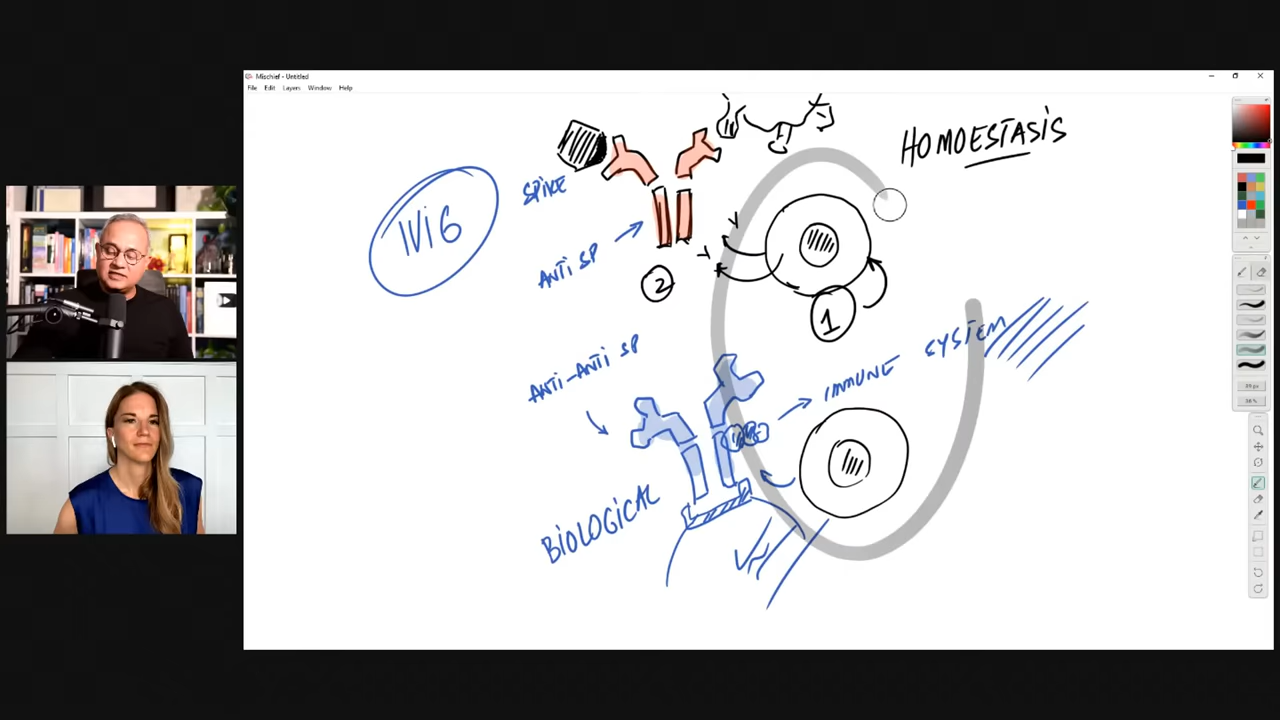 Mischief - Untitled
File Edit Layers Window Help
HOMOESTASIS
SPIKE
IVIG
ANTI SP
2
1
ANTI-ANTI SP
IMMUNE SYSTEM
BIOLOGICAL